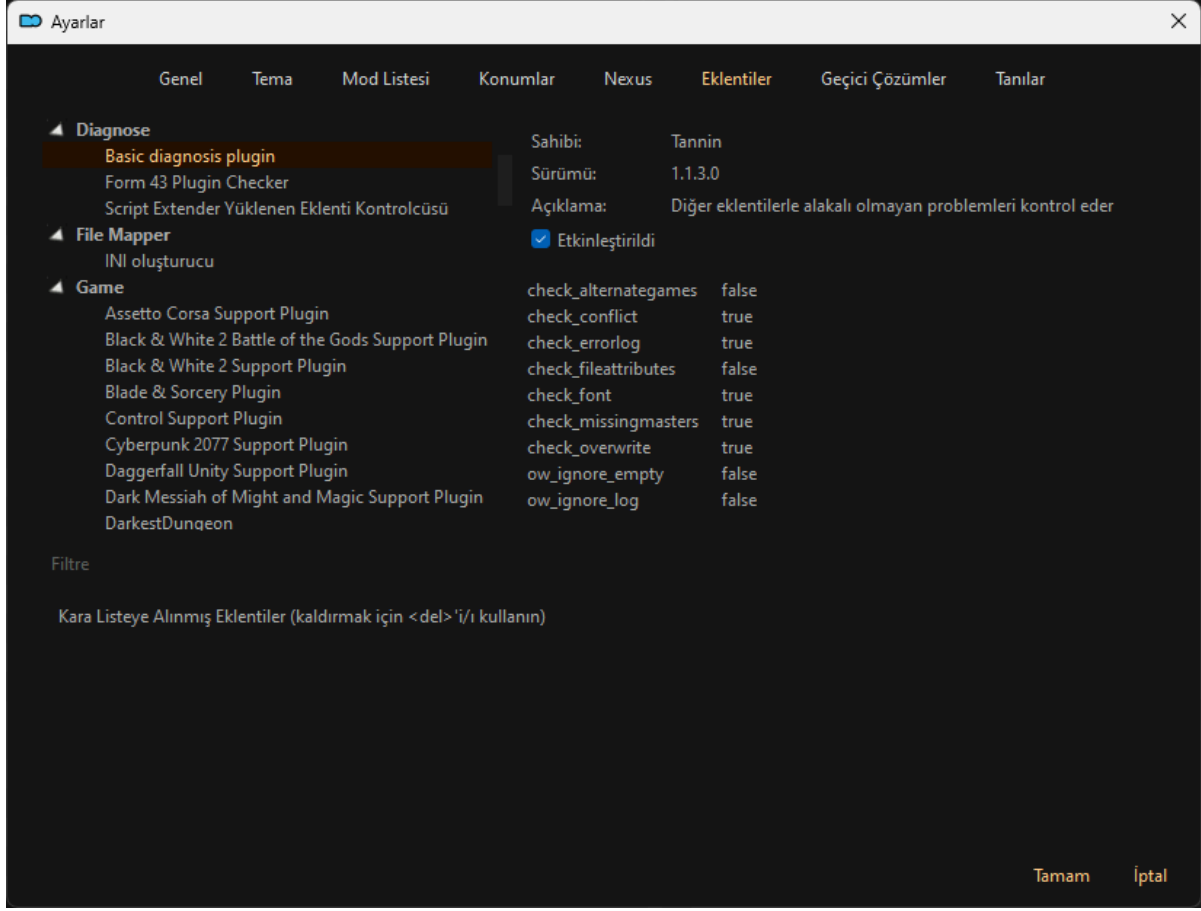 Ayarlar
Genel Tema Mod Listesi Konumlar Nexus Eklentiler Geçici Çözümler Tanılar
Diagnose
Basic diagnosis plugin
Form 43 Plugin Checker
Script Extender Yüklenen Eklenti Kontrolcüsü
File Mapper
INI oluşturucu
Game
Assetto Corsa Support Plugin
Black & White 2 Battle of the Gods Support Plugin
Black & White 2 Support Plugin
Blade & Sorcery Plugin
Control Support Plugin
Cyberpunk 2077 Support Plugin
Daggerfall Unity Support Plugin
Dark Messiah of Might and Magic Support Plugin
DarkestDungeon
Sahibi: Tannin
Sürümü: 1.1.3.0
Açıklama: Diğer eklentilerle alakalı olmayan problemleri kontrol eder
Etkinleştirildi
check_alternategames false
check_conflict true
check_errorlog true
check_fileattributes false
check_font true
check_missingmasters true
check_overwrite true
ow_ignore_empty false
ow_ignore_log false
Filtre
Kara Listeye Alınmış Eklentiler (kaldırmak için <del>'i/ı kullanın)
Tamam İptal